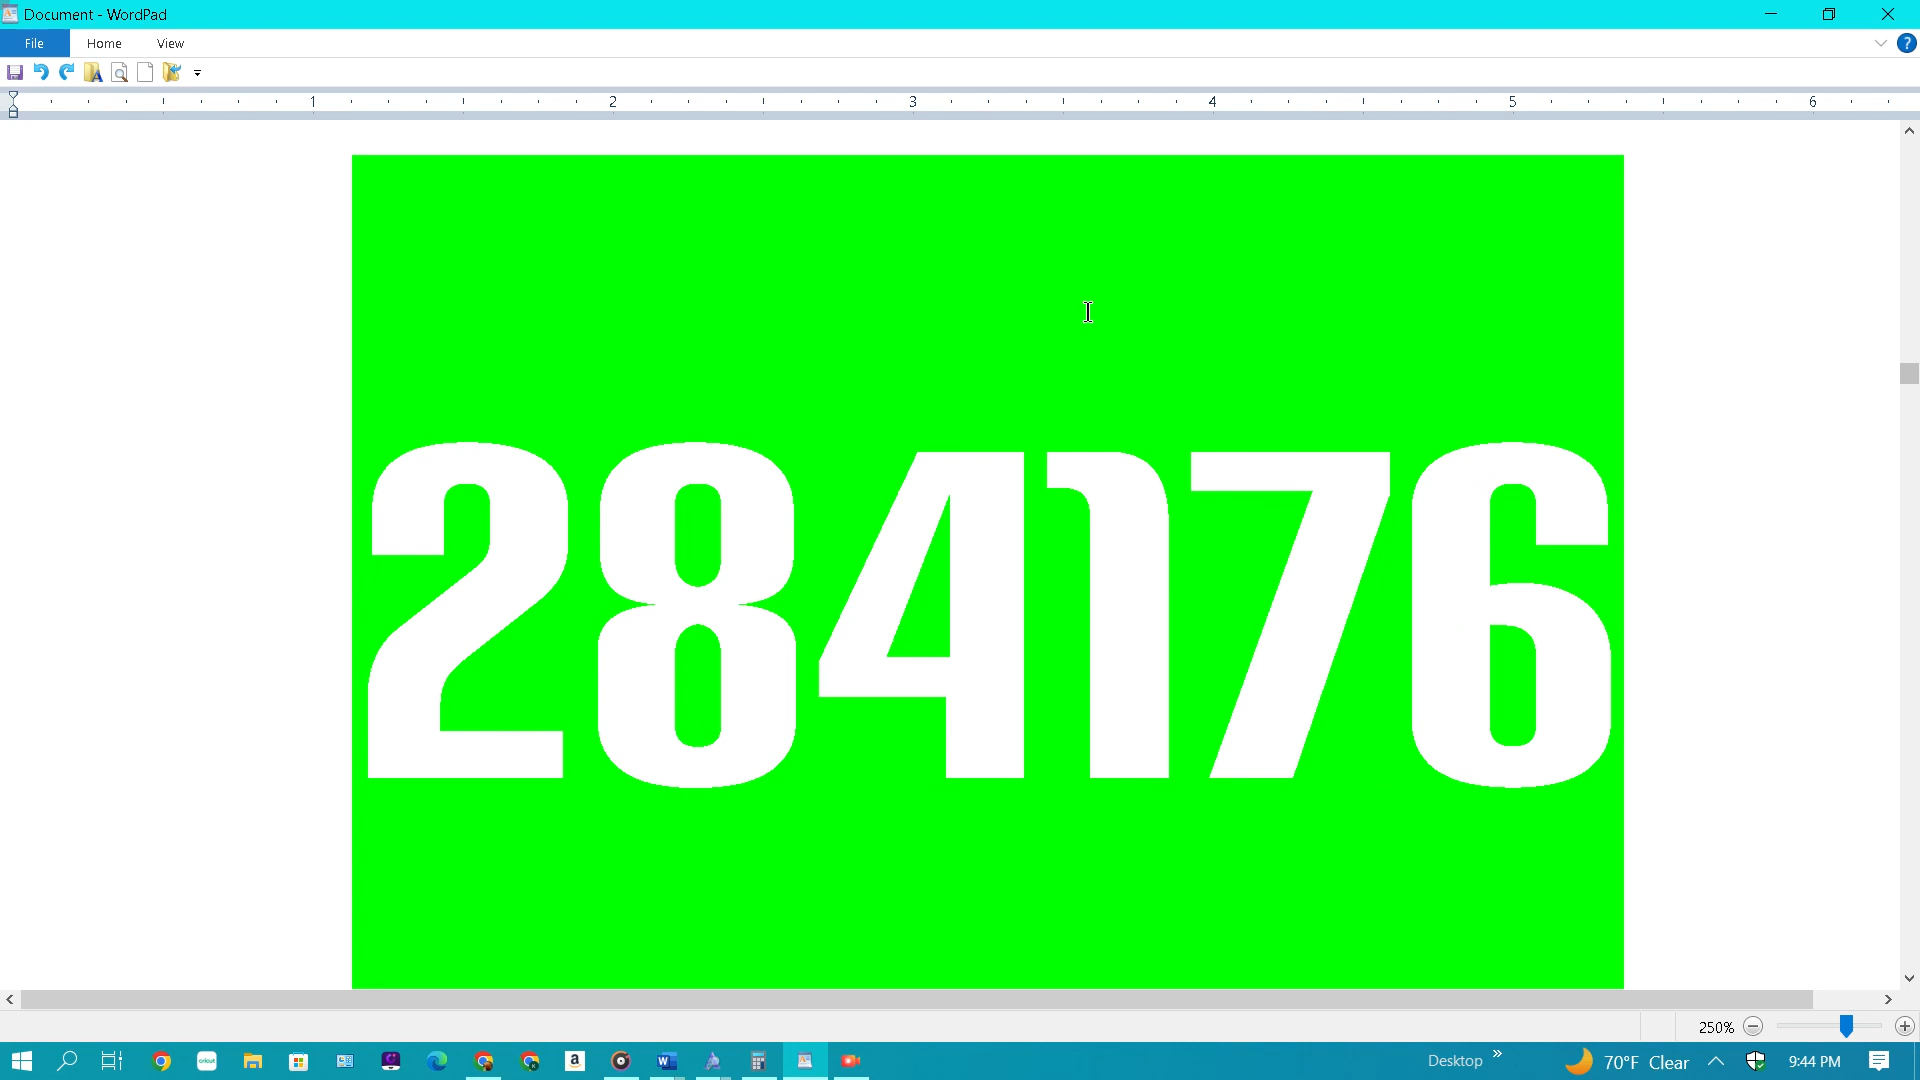 Document - WordPad
File Home View
?
1 2 3 4 5 6
284176
250%
Desktop » 70°F Clear 9:44 PM